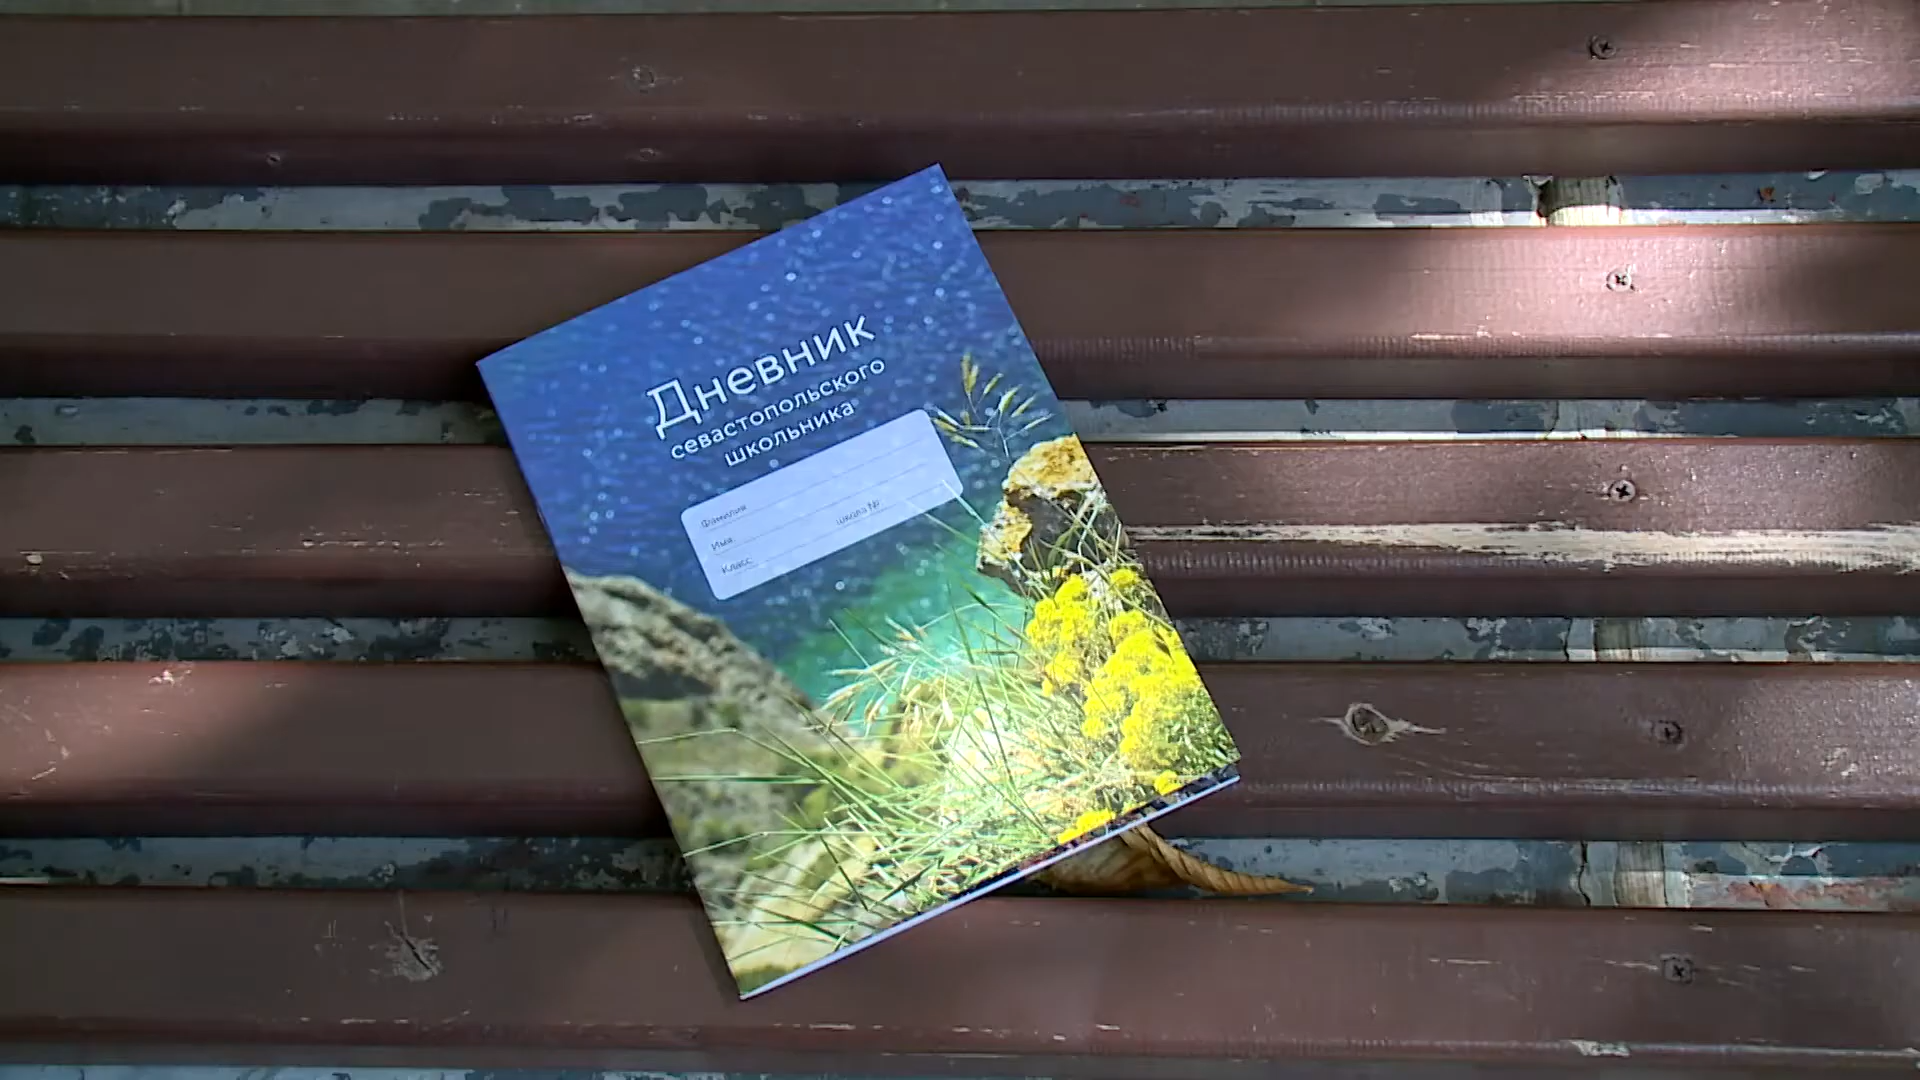 Дневник
севастопольского
школьника
Фамилия
Имя
Класс школа №